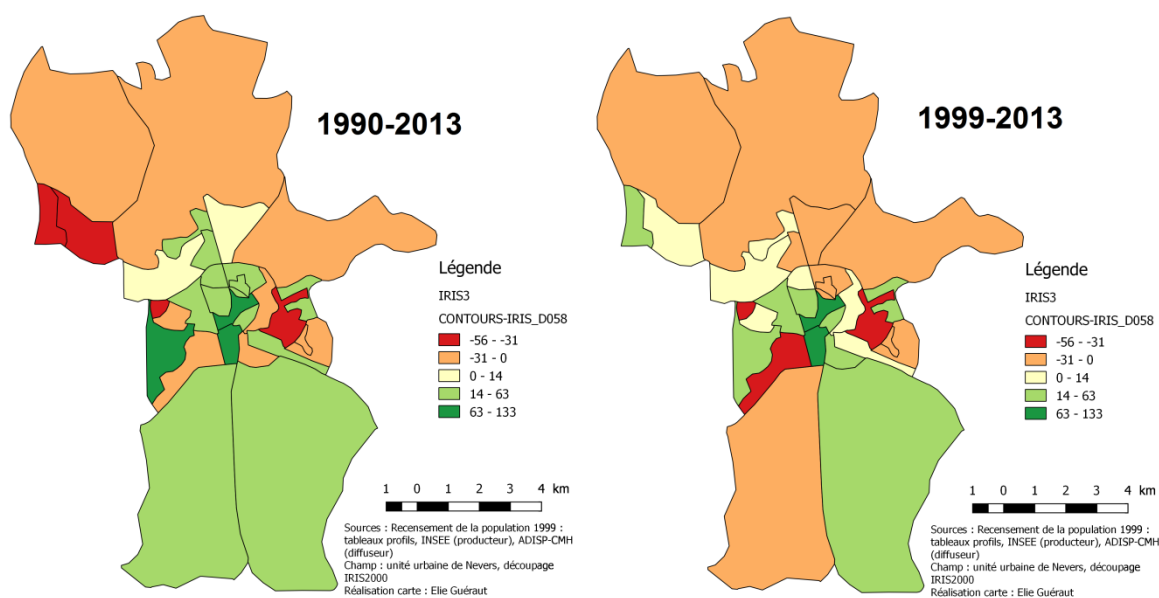 1990-2013
Légende
IRIS3
CONTOURS-IRIS_D058
-56 - -31
-31 - 0
0 - 14
14 - 63
63 - 133
1 0 1 2 3 4 km
Sources : Recensement de la population 1999 :
tableaux profils, INSEE (producteur), ADISP-CMH
(diffuseur)
Champ : unité urbaine de Nevers, découpage
IRIS2000
Réalisation carte : Elie Guéraut
1999-2013
Légende
IRIS3
CONTOURS-IRIS_D058
-56 - -31
-31 - 0
0 - 14
14 - 63
63 - 133
1 0 1 2 3 4 km
Sources : Recensement de la population 1999 :
tableaux profils, INSEE (producteur), ADISP-CMH
(diffuseur)
Champ : unité urbaine de Nevers, découpage
IRIS2000
Réalisation carte : Elie Guéraut